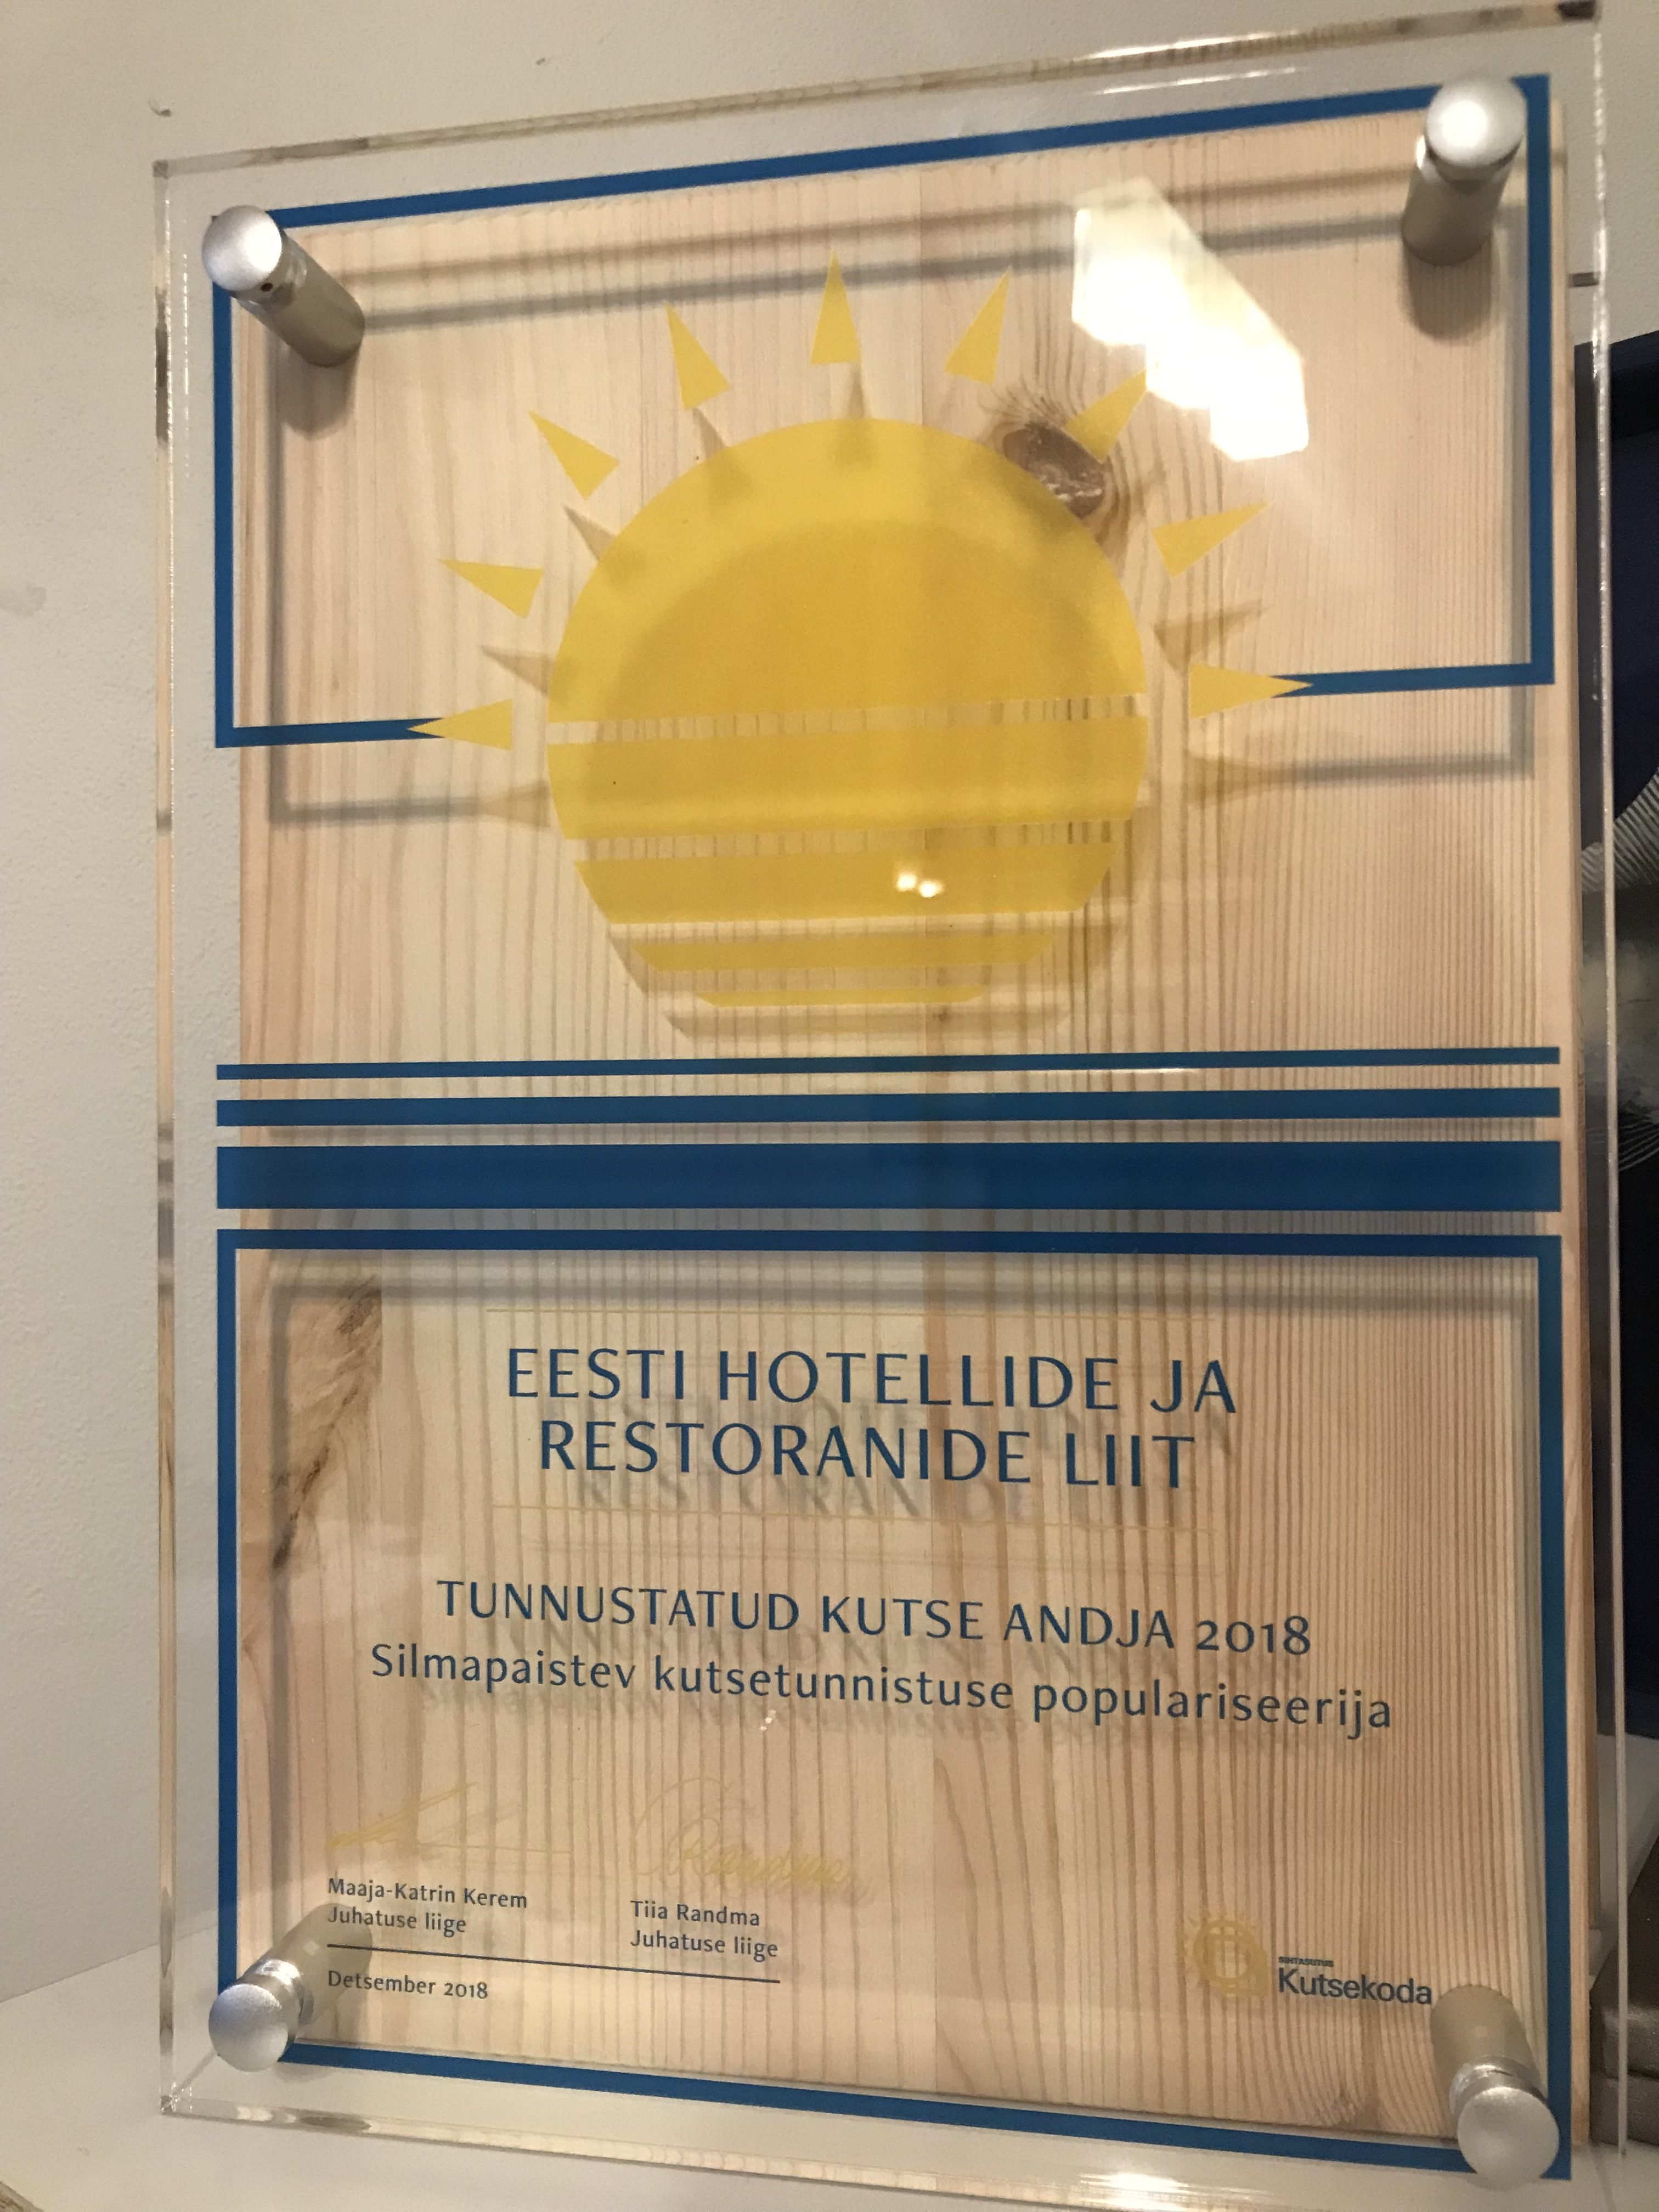 EESTI HOTELLIDE JA
RESTORANIDE LIIT
TUNNUSTATUD KUTSE ANDJA 2018
Silmapaistev kutsetunnistuse populariseerija
Maaja-Katrin Kerem
Juhatuse liige
Tiia Randma
Juhatuse liige
Detsember 2018
SIHTASUTUS
Kutsekoda